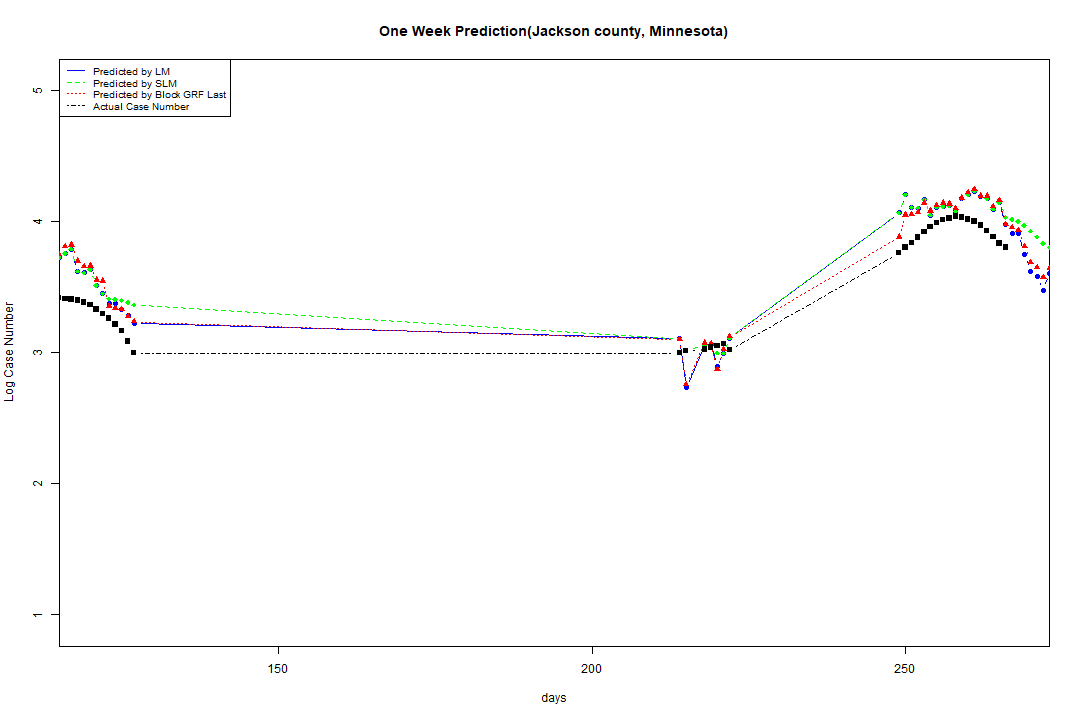 One Week Prediction(Jackson county, Minnesota)
Predicted by LM
Predicted by SLM
Predicted by Block GRF Last
Actual Case Number
5
4
3
2
1
Log Case Number
150 200 250
days